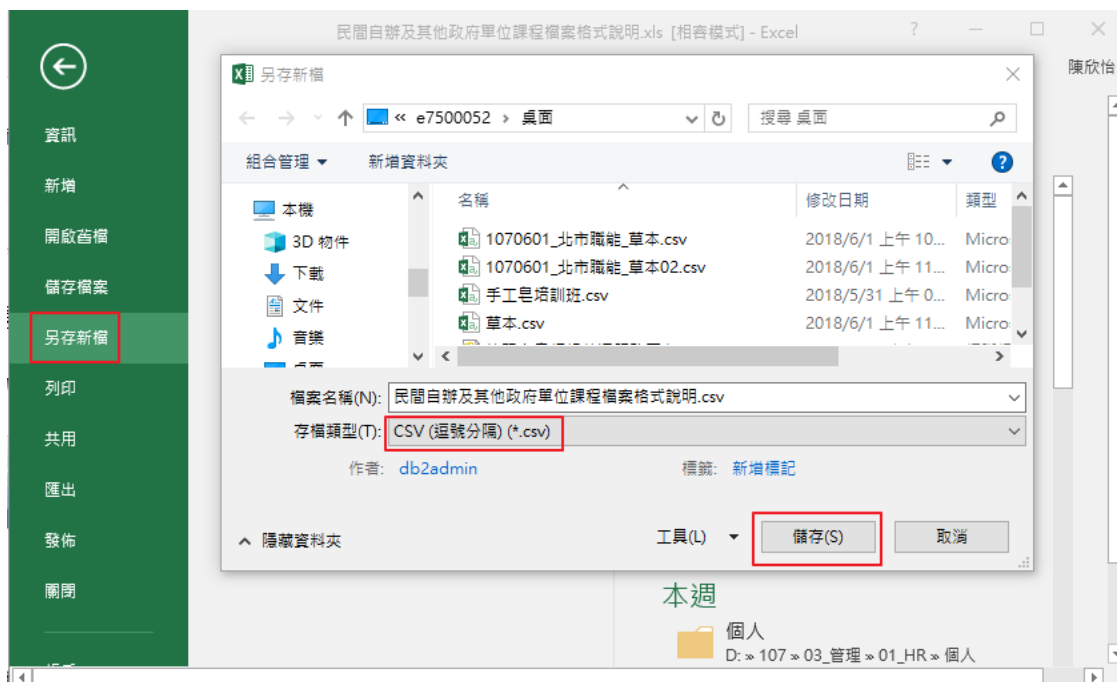 民間自辦及其他政府單位課程檔案格式說明.xls [相容模式] - Excel
?
陳欣怡
資訊
新增
開啟舊檔
儲存檔案
另存新檔
列印
共用
匯出
發佈
關閉
另存新檔
« e7500052 › 桌面
搜尋 桌面
組合管理
新增資料夾
?
本機
3D 物件
下載
文件
音樂
名稱 修改日期 類型
1070601_北市職能_草本.csv 2018/6/1 上午 10... Micro
1070601_北市職能_草本02.csv 2018/6/1 上午 11... Micro
手工皂培訓班.csv 2018/5/31 上午 0... Micro
草本.csv 2018/6/1 上午 11... Micro
檔案名稱(N): 民間自辦及其他政府單位課程檔案格式說明.csv
存檔類型(T): CSV (逗號分隔) (*.csv)
作者: db2admin 標籤: 新增標記
隱藏資料夾
工具(L)
儲存(S)
取消
本週
個人
D: » 107 » 03_管理 » 01_HR » 個人